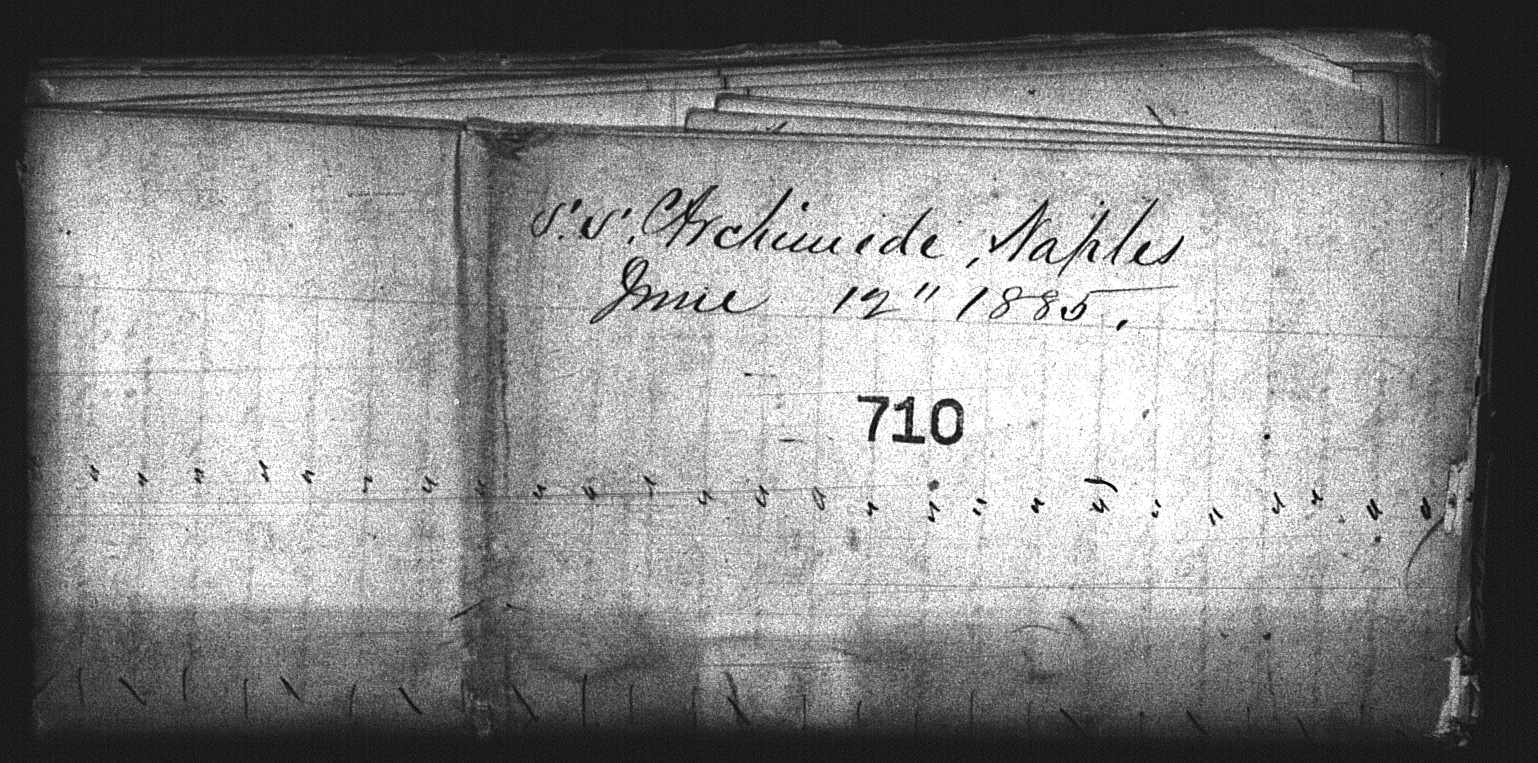 S.S. Archimede, Naples
June 12" 1885.
710